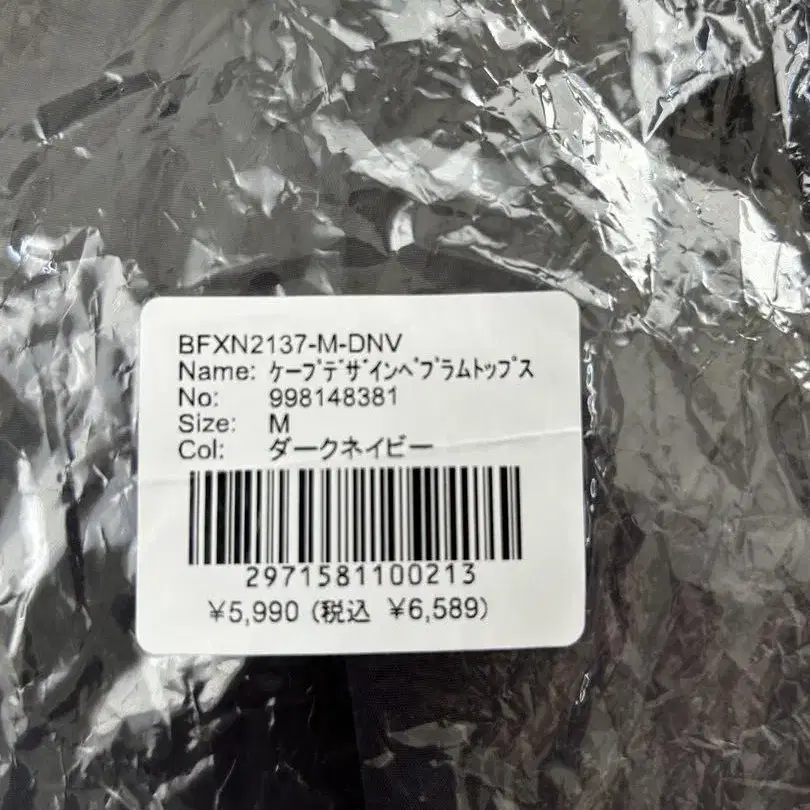 BFXN2137-M-DNV
Name: ｹｰﾌﾟﾃﾞｻﾞｲﾝﾍﾟﾌﾟﾗﾑﾄｯﾌﾟｽ
No: 998148381
Size: M
Col: ダークネイビー
2971581100213
¥5,990 (税込 ¥6,589)